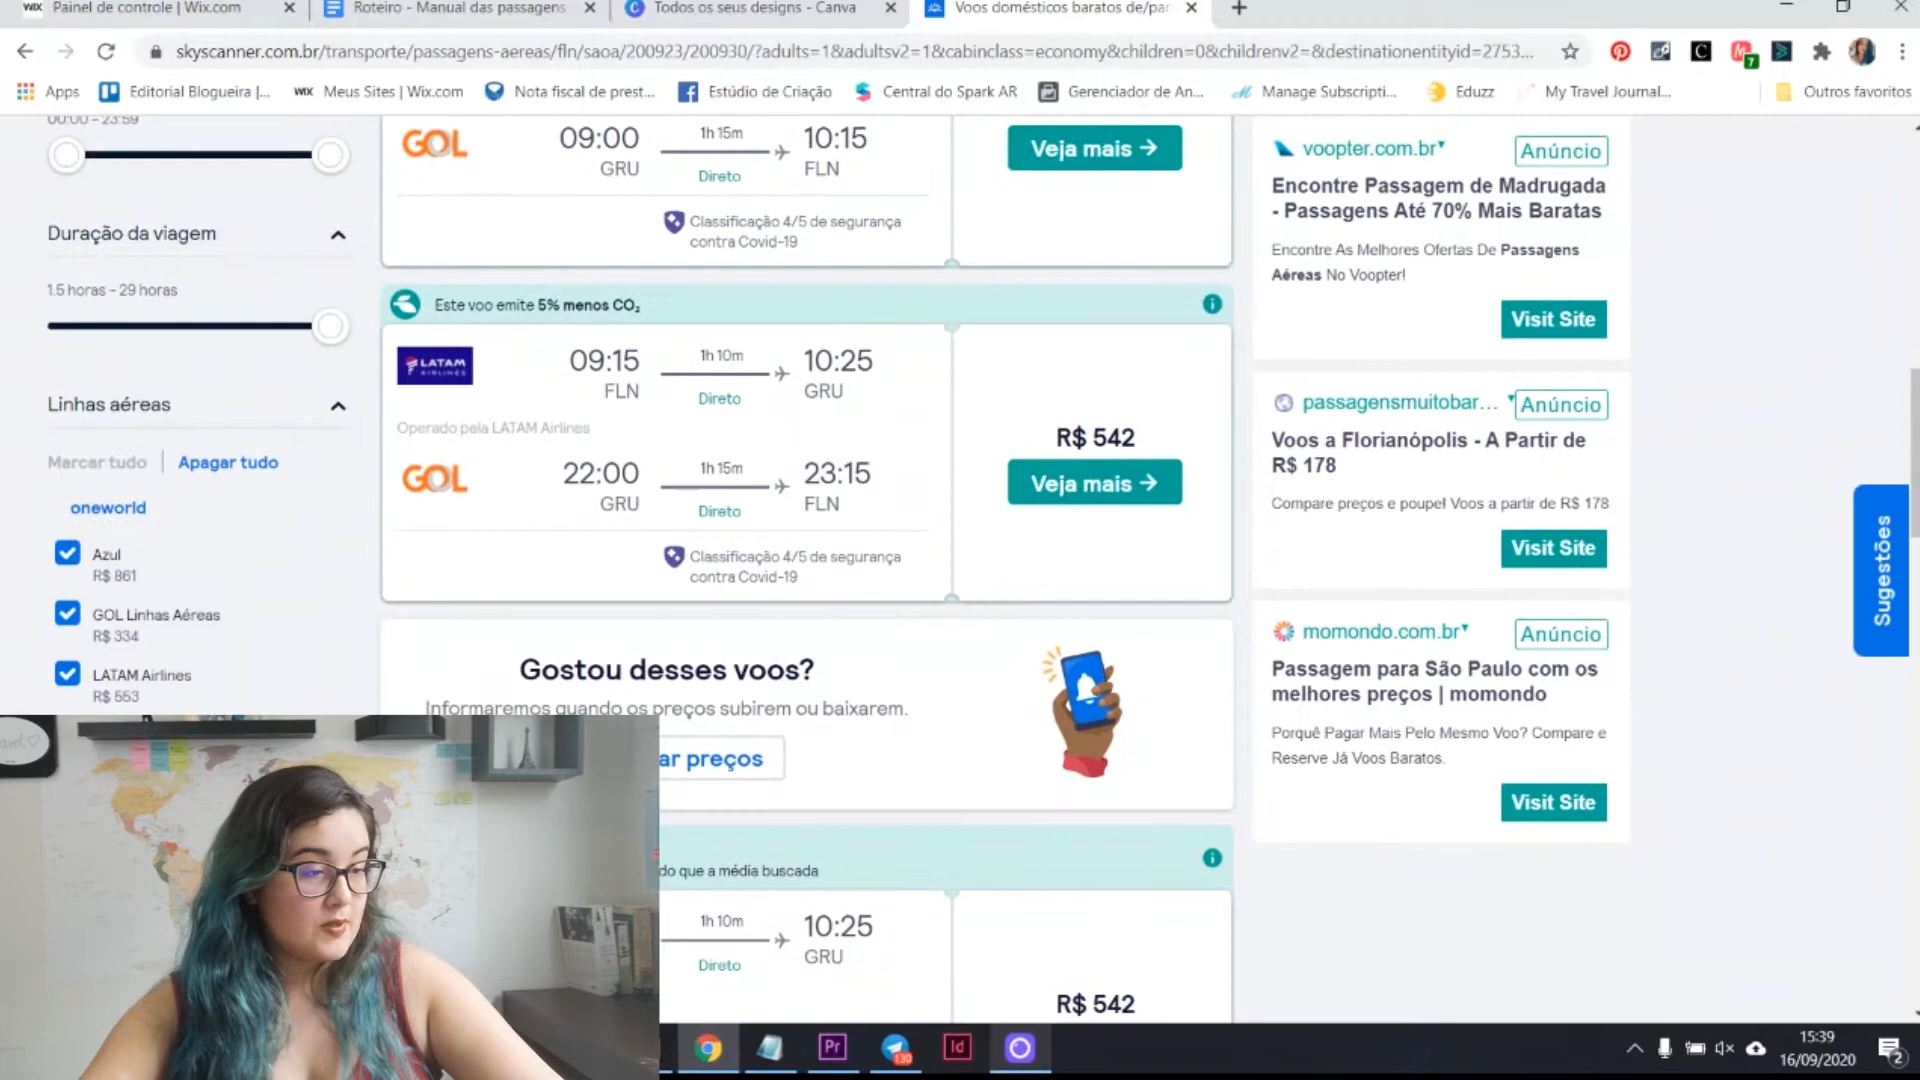 Painel de controle | Wix.com
Roteiro - Manual das passagens
Todos os seus designs - Canva
Voos domésticos baratos de/par
skyscanner.com.br/transporte/passagens-aereas/fln/saoa/200923/200930/?adults=1&adultsv2=1&cabinclass=economy&children=0&childrenv2=&destinationentityid=2753...
7
Apps
Editorial Blogueira |...
WIX Meus Sites | Wix.com
Nota fiscal de prest...
Estúdio de Criação
Central do Spark AR
Gerenciador de An...
Manage Subscripti...
Eduzz
My Travel Journal...
Outros favoritos
00:00 - 23:59
Duração da viagem
1.5 horas - 29 horas
Linhas aéreas
Marcar tudo | Apagar tudo
oneworld
Azul
R$ 861
GOL Linhas Aéreas
R$ 334
LATAM Airlines
R$ 553
GOL 09:00 1h 15m 10:15
GRU Direto FLN
Veja mais →
Classificação 4/5 de segurança
contra Covid-19
Este voo emite 5% menos CO₂
LATAM AIRLINES 09:15 1h 10m 10:25
FLN Direto GRU
Operado pela LATAM Airlines
GOL 22:00 1h 15m 23:15
GRU Direto FLN
R$ 542
Veja mais →
Classificação 4/5 de segurança
contra Covid-19
Gostou desses voos?
Informaremos quando os preços subirem ou baixarem.
ar preços
do que a média buscada
1h 10m 10:25
Direto GRU
R$ 542
voopter.com.br
Anúncio
Encontre Passagem de Madrugada
- Passagens Até 70% Mais Baratas
Encontre As Melhores Ofertas De Passagens
Aéreas No Voopter!
Visit Site
passagensmuitobar...
Anúncio
Voos a Florianópolis - A Partir de
R$ 178
Compare preços e poupe! Voos a partir de R$ 178
Visit Site
momondo.com.br
Anúncio
Passagem para São Paulo com os
melhores preços | momondo
Porquê Pagar Mais Pelo Mesmo Voo? Compare e
Reserve Já Voos Baratos.
Visit Site
Sugestões
Pr
130
Id
15:39
16/09/2020
2